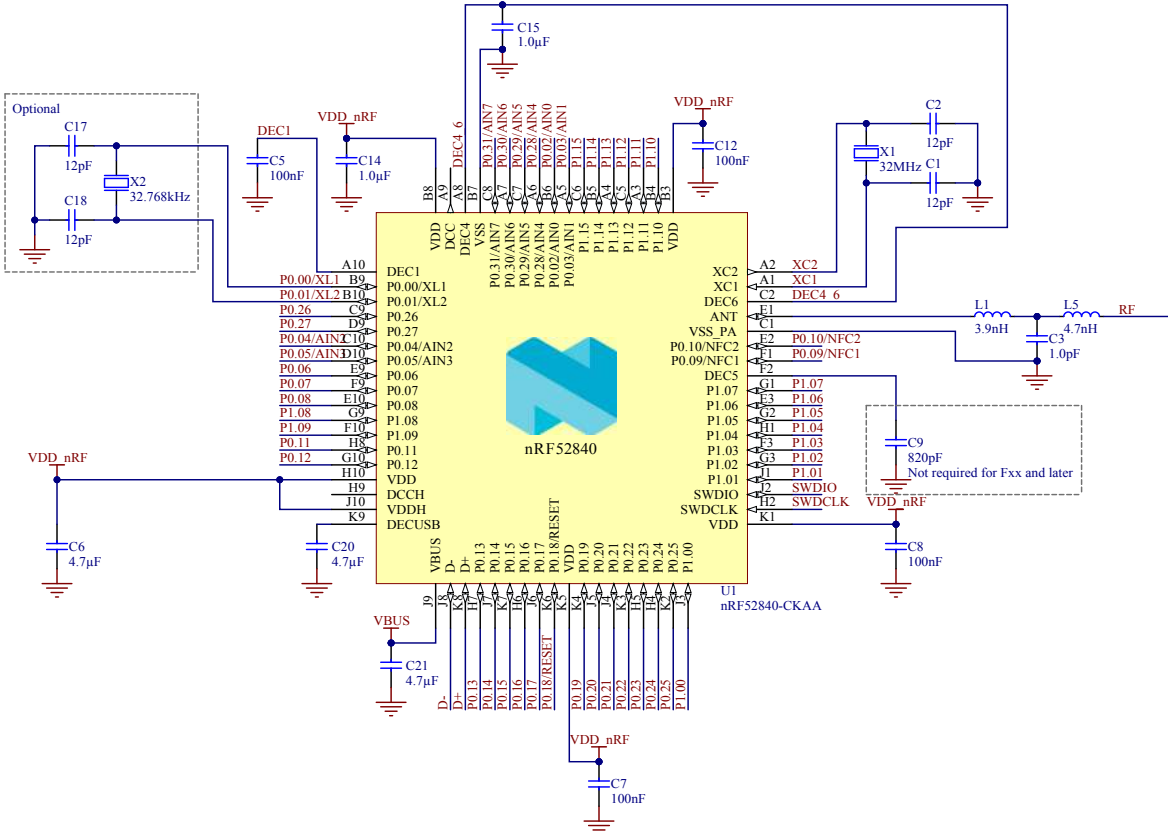 C15
1.0µF
Optional
C17
12pF
X2
32.768kHz
C18
12pF
DEC1
C5
100nF
VDD_nRF
C14
1.0µF
DEC4_6
P0.31/AIN7
P0.30/AIN6
P0.29/AIN5
P0.28/AIN4
P0.02/AIN0
P0.03/AIN1
P1.15
P1.14
P1.13
P1.12
P1.11
P1.10
VDD_nRF
C12
100nF
C2
12pF
X1
32MHz
C1
12pF
B8
A9
A8
B7
C8
A7
C7
A6
B6
A5
C6
B5
A4
C5
A3
B4
B3
VDD
DCC
DEC4
VSS
P0.31/AIN7
P0.30/AIN6
P0.29/AIN5
P0.28/AIN4
P0.02/AIN0
P0.03/AIN1
P1.15
P1.14
P1.13
P1.12
P1.11
P1.10
VDD
A10 DEC1
P0.00/XL1 B9 P0.00/XL1
P0.01/XL2 B10 P0.01/XL2
P0.26 C9 P0.26
P0.27 D9 P0.27
P0.04/AIN2 C10 P0.04/AIN2
P0.05/AIN3 D10 P0.05/AIN3
P0.06 E9 P0.06
P0.07 F9 P0.07
P0.08 E10 P0.08
P1.08 G9 P1.08
P1.09 F10 P1.09
P0.11 H8 P0.11
P0.12 G10 P0.12
H10 VDD
H9 DCCH
J10 VDDH
K9 DECUSB
XC2 A2 XC2
XC1 A1 XC1
DEC6 C2 DEC4_6
ANT E1
VSS_PA C1
P0.10/NFC2 E2 P0.10/NFC2
P0.09/NFC1 F1 P0.09/NFC1
DEC5 F2
P1.07 G1 P1.07
P1.06 E3 P1.06
P1.05 G2 P1.05
P1.04 H1 P1.04
P1.03 F3 P1.03
P1.02 G3 P1.02
P1.01 J1 P1.01
SWDIO J2 SWDIO
SWDCLK H2 SWDCLK
VDD K1
L1
3.9nH
L5
4.7nH
RF
C3
1.0pF
C9
820pF
Not required for Fxx and later
VDD_nRF
C8
100nF
nRF52840
VDD_nRF
C6
4.7µF
C20
4.7µF
VBUS
D-
D+
P0.13
P0.14
P0.15
P0.16
P0.17
P0.18/RESET
VDD
P0.19
P0.20
P0.21
P0.22
P0.23
P0.24
P0.25
P1.00
J9
J8
K8
H7
J7
K7
H6
J6
K6
K5
K4
J5
J4
K3
H5
H4
K2
J3
U1
nRF52840-CKAA
VBUS
C21
4.7µF
D-
D+
P0.13
P0.14
P0.15
P0.16
P0.17
P0.18/RESET
P0.19
P0.20
P0.21
P0.22
P0.23
P0.24
P0.25
P1.00
VDD_nRF
C7
100nF